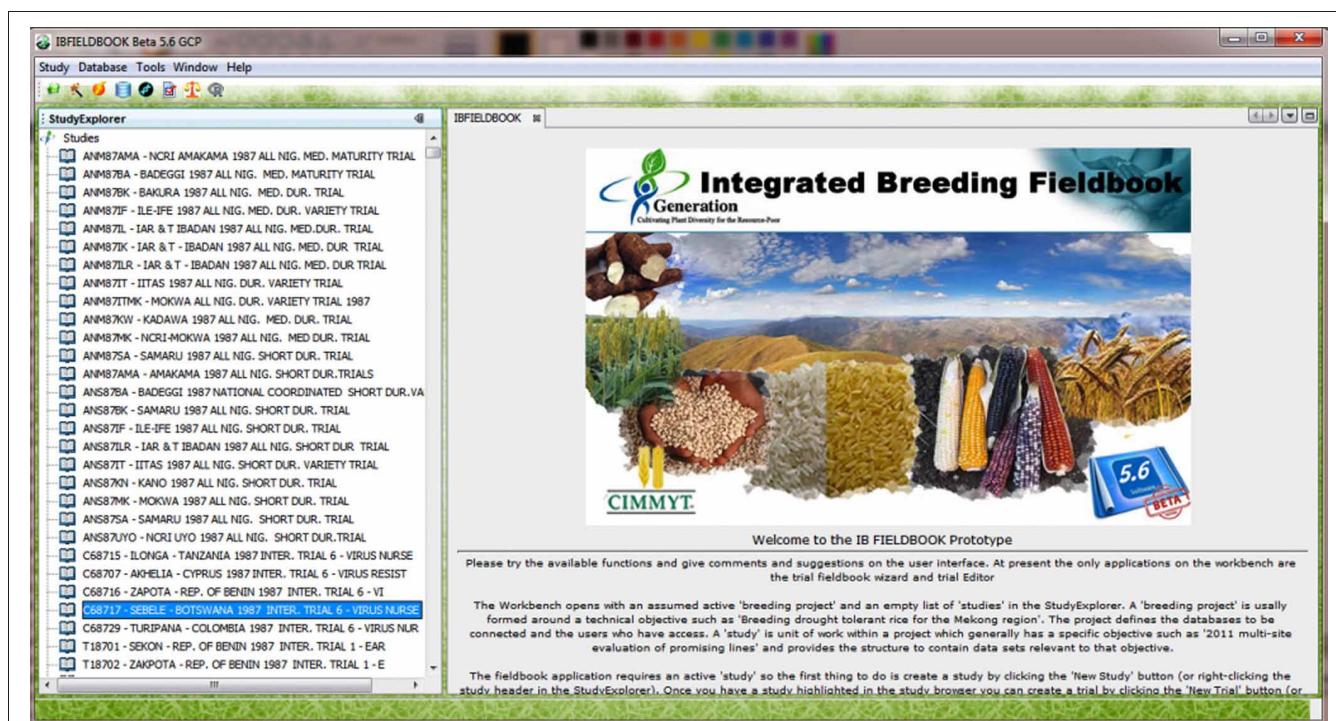 IBFIELDBOOK Beta 5.6 GCP
Study Database Tools Window Help
StudyExplorer
Studies
ANM87AMA - NCRI AMAKAMA 1987 ALL NIG. MED. MATURITY TRIAL
ANM87BA - BADEGGI 1987 ALL NIG. MED. MATURITY TRIAL
ANM87BK - BAKURA 1987 ALL NIG. MED. DUR. TRIAL
ANM87IF - ILE-IFE 1987 ALL NIG. MED. DUR. VARIETY TRIAL
ANM87IL - IAR & T IBADAN 1987 ALL NIG. MED.DUR. TRIAL
ANM87IK - IAR & T - IBADAN 1987 ALL NIG. MED. DUR TRIAL
ANM87ILR - IAR & T - IBADAN 1987 ALL NIG. MED. DUR TRIAL
ANM87IT - IITAS 1987 ALL NIG. DUR. VARIETY TRIAL
ANM87ITMK - MOKWA ALL NIG. DUR. VARIETY TRIAL 1987
ANM87KW - KADAWA 1987 ALL NIG. MED. DUR. TRIAL
ANM87MK - NCRI-MOKWA 1987 ALL NIG. MED DUR. TRIAL
ANM87SA - SAMARU 1987 ALL NIG. SHORT DUR. TRIAL
ANM87AMA - AMAKAMA 1987 ALL NIG. SHORT DUR.TRIALS
ANS87BA - BADEGGI 1987 NATIONAL COORDINATED SHORT DUR.VA
ANS87BK - SAMARU 1987 ALL NIG. SHORT DUR. TRIAL
ANS87IF - ILE-IFE 1987 ALL NIG. SHORT DUR. TRIAL
ANS87ILR - IAR & T IBADAN 1987 ALL NIG. SHORT DUR TRIAL
ANS87IT - IITAS 1987 ALL NIG. SHORT DUR. VARIETY TRIAL
ANS87KN - KANO 1987 ALL NIG. SHORT DUR. TRIAL
ANS87MK - MOKWA 1987 ALL NIG. SHORT DUR. TRIAL
ANS87SA - SAMARU 1987 ALL NIG. SHORT DUR. TRIAL
ANS87UYO - NCRI UYO 1987 ALL NIG. SHORT DUR.TRIAL
C68715 - ILONGA - TANZANIA 1987 INTER. TRIAL 6 - VIRUS NURSE
C68707 - AKHELIA - CYPRUS 1987 INTER. TRIAL 6 - VIRUS RESIST
C68716 - ZAPOTA - REP. OF BENIN 1987 INTER. TRIAL 6 - VI
C68717 - SEBELE - BOTSWANA 1987 INTER. TRIAL 6 - VIRUS NURSE
C68729 - TURIPANA - COLOMBIA 1987 INTER. TRIAL 6 - VIRUS NUR
T18701 - SEKON - REP. OF BENIN 1987 INTER. TRIAL 1 - EAR
T18702 - ZAKPOTA - REP. OF BENIN 1987 INTER. TRIAL 1 - E
IBFIELDBOOK
Integrated Breeding Fieldbook
Generation
Cultivating Plant Diversity for the Resource-Poor
CIMMYT.
5.6
Software
BETA
Welcome to the IB FIELDBOOK Prototype
Please try the available functions and give comments and suggestions on the user interface. At present the only applications on the workbench are
the trial fieldbook wizard and trial Editor
The Workbench opens with an assumed active 'breeding project' and an empty list of 'studies' in the StudyExplorer. A 'breeding project' is usally
formed around a technical objective such as 'Breeding drought tolerant rice for the Mekong region'. The project defines the databases to be
connected and the users who have access. A 'study' is unit of work within a project which generally has a specific objective such as '2011 multi-site
evaluation of promising lines' and provides the structure to contain data sets relevant to that objective.
The fieldbook application requires an active 'study' so the first thing to do is create a study by clicking the 'New Study' button (or right-clicking the
study header in the StudyExplorer). Once you have a study highlighted in the study browser you can create a trial by clicking the 'New Trial' button (or